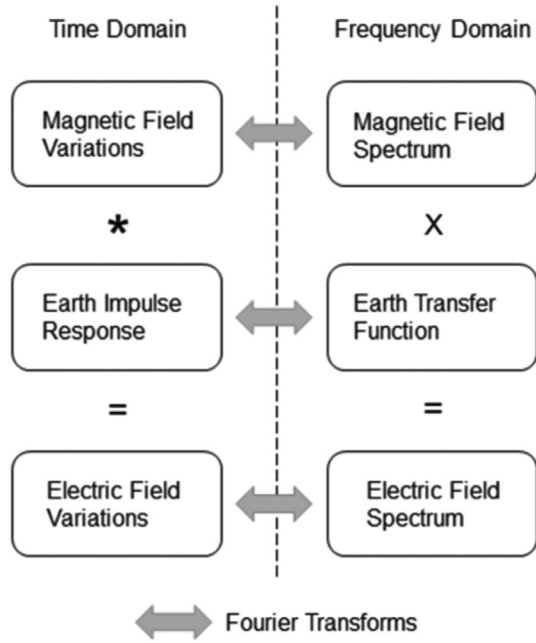 Time Domain
Frequency Domain
Magnetic Field
Variations
Magnetic Field
Spectrum
*
X
Earth Impulse
Response
Earth Transfer
Function
=
=
Electric Field
Variations
Electric Field
Spectrum
Fourier Transforms